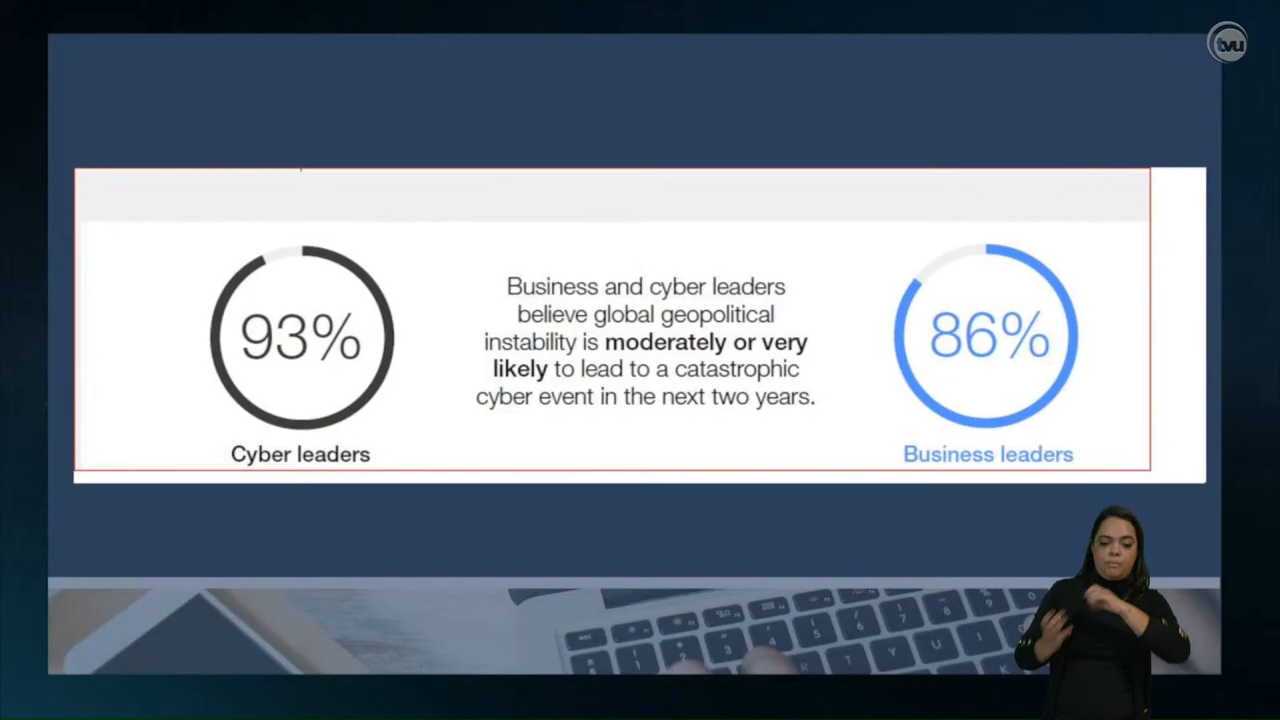 tvu
93%
Cyber leaders
Business and cyber leaders
believe global geopolitical
instability is moderately or very
likely to lead to a catastrophic
cyber event in the next two years.
86%
Business leaders